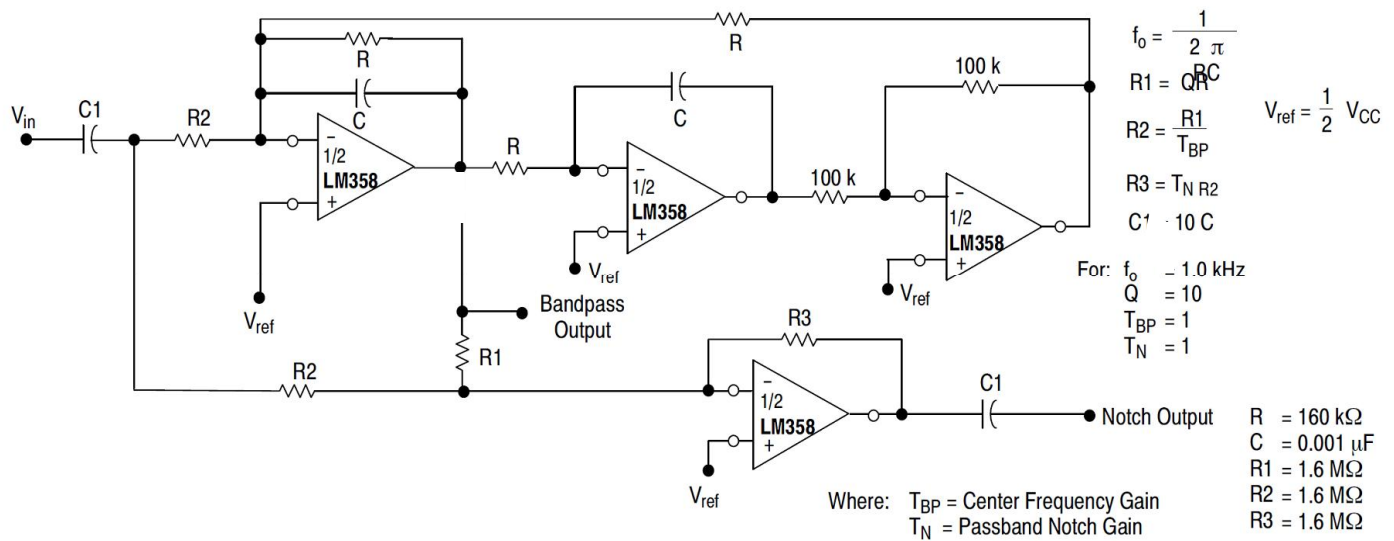 R
R
C
C1
V_in
R2
−
1/2
LM358
+
V_ref
R
C
−
1/2
LM358
+
V_ref
100 k
100 k
−
1/2
LM358
+
V_ref
Bandpass
Output
R1
R2
R3
−
1/2
LM358
+
V_ref
C1
Notch Output
f_o = 1 / 2 π RC
R1 = QR
R2 = R1 / T_BP
R3 = T_N R2
C1 10 C
V_ref = 1/2 V_CC
For: f_o = 1.0 kHz
Q = 10
T_BP = 1
T_N = 1
Where: T_BP = Center Frequency Gain
T_N = Passband Notch Gain
R = 160 kΩ
C = 0.001 μF
R1 = 1.6 MΩ
R2 = 1.6 MΩ
R3 = 1.6 MΩ